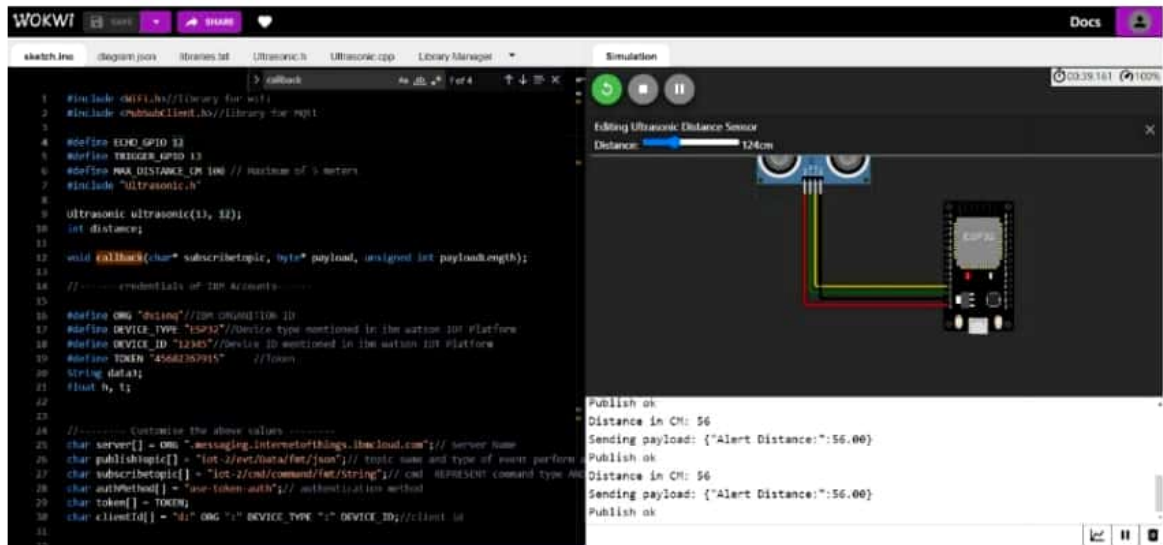 WOKWI SAVE SHARE Docs
sketch.ino diagram.json libraries.txt Ultrasonic.h Ultrasonic.cpp Library Manager Simulation
callback 1 of 4
03:39.161 100%
Editing Ultrasonic Distance Sensor
Distance: 124cm
ESP32
1 #include <WiFi.h>//library for wifi
2 #include <PubSubClient.h>//library for MQtt
3
4 #define ECHO_GPIO 12
5 #define TRIGGER_GPIO 13
6 #define MAX_DISTANCE_CM 100 // Maximum of 5 meters
7 #include "Ultrasonic.h"
8
9 Ultrasonic ultrasonic(13, 12);
10 int distance;
11
12 void callback(char* subscribetopic, byte* payload, unsigned int payloadLength);
13
14 //-------credentials of IBM Accounts------
15
16 #define ORG //IBM ORGANITION ID
17 #define DEVICE_TYPE "ESP32"//Device type mentioned in ibm watson IOT Platform
18 #define DEVICE_ID "12345"//Device ID mentioned in ibm watson IOT Platform
19 #define TOKEN "45682367915" //Token
20 String data3;
21 float h, t;
22
23
24 //-------- Customise the above values --------
25 char server[] = ORG ".messaging.internetofthings.ibmcloud.com";// Server Name
26 char publishTopic[] = "iot-2/evt/Data/fmt/json";// topic name and type of event perform a
27 char subscribetopic[] = "iot-2/cmd/command/fmt/String";// cmd REPRESENT command type AND
28 char authMethod[] = "use-token-auth";// authentication method
29 char token[] = TOKEN;
30 char clientId[] = "d:" ORG ":" DEVICE_TYPE ":" DEVICE_ID;//client id
31
Publish ok
Distance in CM: 56
Sending payload: {"Alert Distance:":56.00}
Publish ok
Distance in CM: 56
Sending payload: {"Alert Distance:":56.00}
Publish ok